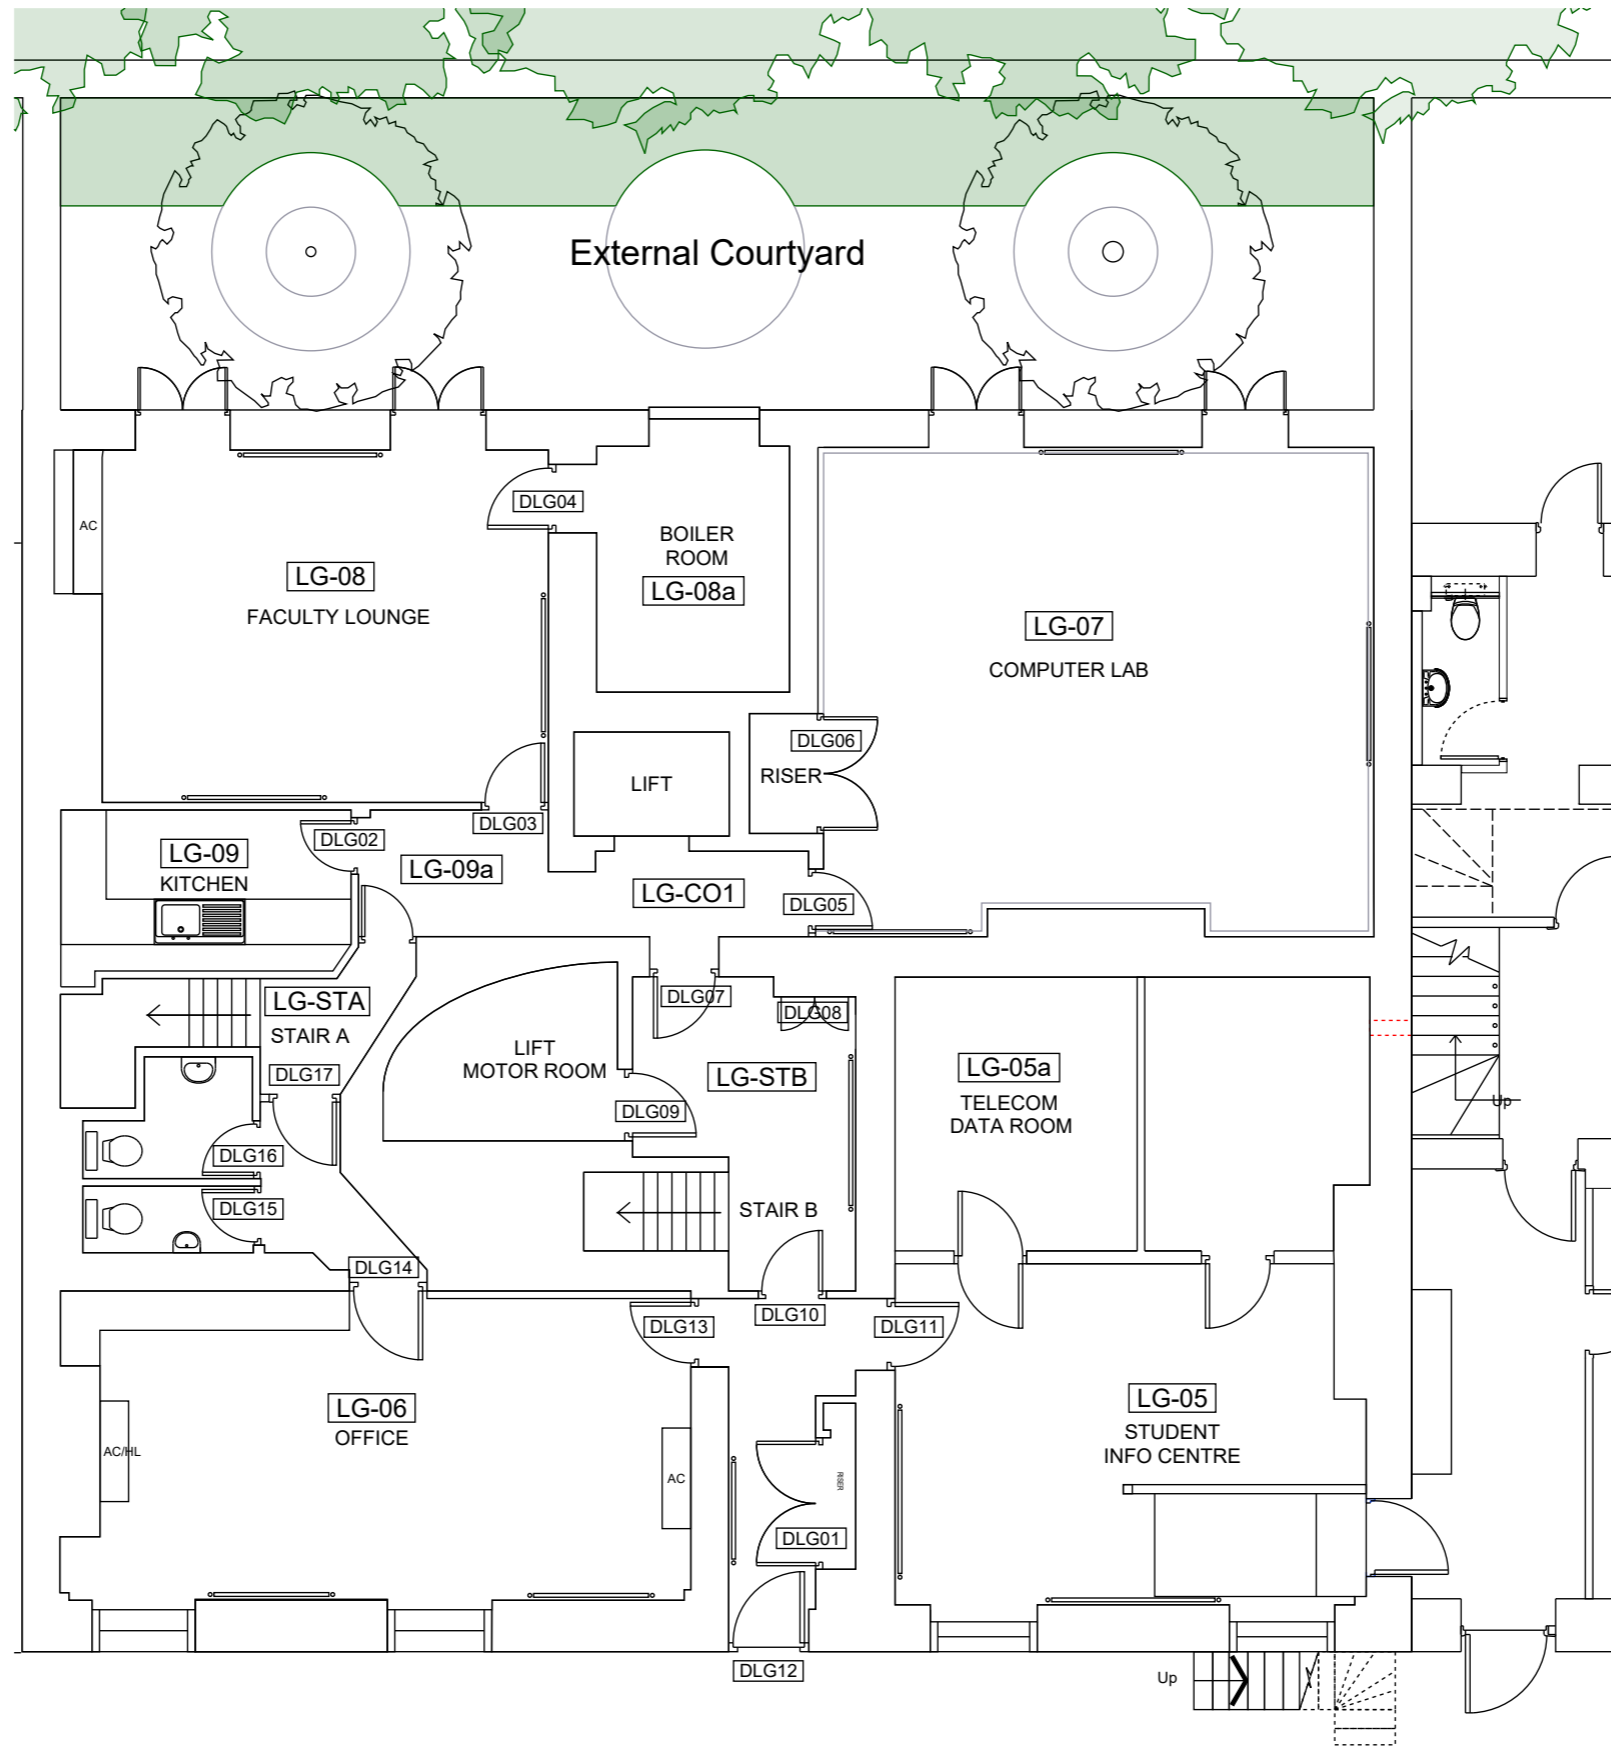 External Courtyard
DLG04
AC
BOILER
ROOM
LG-08a
LG-08
FACULTY LOUNGE
LG-07
COMPUTER LAB
DLG06
RISER
LIFT
DLG03
DLG02
LG-09
KITCHEN
LG-09a
LG-CO1
DLG05
LG-STA
STAIR A
DLG07
DLG08
LIFT
MOTOR ROOM
LG-STB
LG-05a
TELECOM
DATA ROOM
DLG17
DLG09
Up
DLG16
DLG15
STAIR B
DLG14
DLG13
DLG10
DLG11
LG-06
OFFICE
LG-05
STUDENT
INFO CENTRE
AC/HL
AC
RISER
DLG01
DLG12
Up